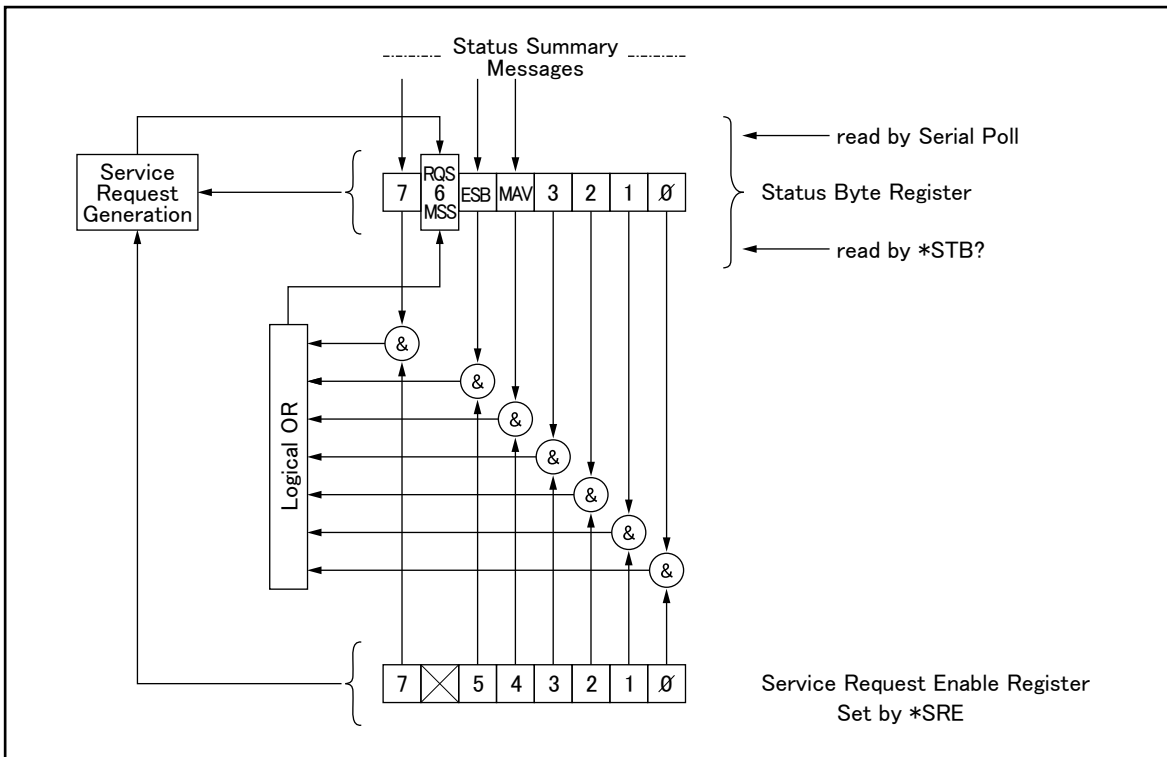 Status Summary
Messages
read by Serial Poll
Service
Request
Generation
RQS
7 6 ESB MAV 3 2 1 0
MSS
Status Byte Register
read by *STB?
&
&
&
&
&
&
&
Logical OR
7 5 4 3 2 1 0
Service Request Enable Register
Set by *SRE